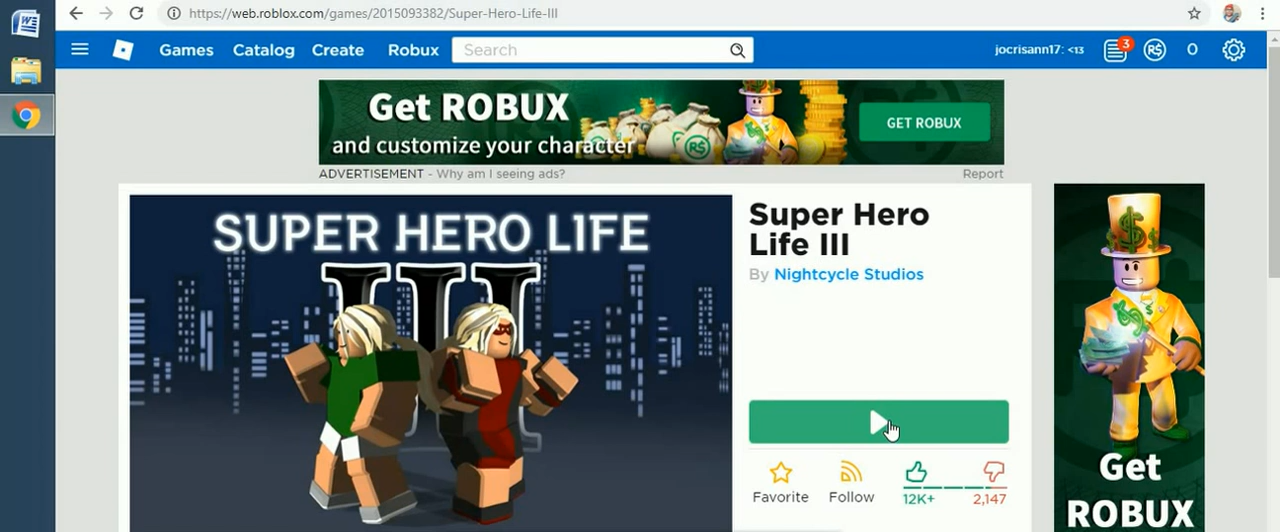 https://web.roblox.com/games/2015093382/Super-Hero-Life-III
Games Catalog Create Robux Search jocrisann17: <13 3 R$ 0
Get ROBUX
and customize your character
R$
GET ROBUX
ADVERTISEMENT - Why am I seeing ads? Report
SUPER HERO LIFE
III
Super Hero
Life III
By Nightcycle Studios
Favorite Follow 12K+ 2,147
$
Get
ROBUX